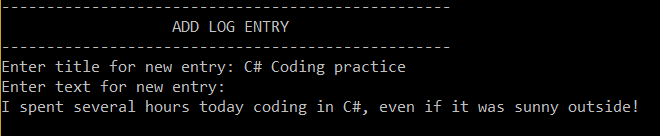 --------------------------------------------------
ADD LOG ENTRY
--------------------------------------------------
Enter title for new entry: C# Coding practice
Enter text for new entry:
I spent several hours today coding in C#, even if it was sunny outside!